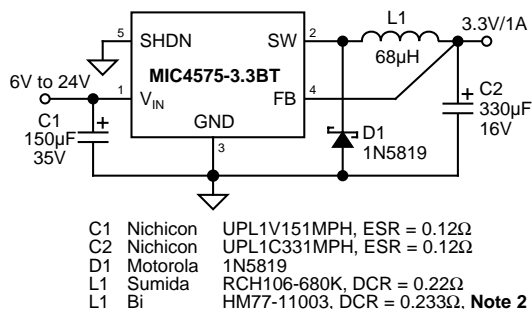 L1
3.3V/1A
5
SHDN
SW
2
68µH
MIC4575-3.3BT
6V to 24V
1
VIN
FB
4
C2
330µF
16V
C1
150µF
35V
GND
3
D1
1N5819
C1 Nichicon UPL1V151MPH, ESR = 0.12Ω
C2 Nichicon UPL1C331MPH, ESR = 0.12Ω
D1 Motorola 1N5819
L1 Sumida RCH106-680K, DCR = 0.22Ω
L1 Bi HM77-11003, DCR = 0.233Ω, Note 2